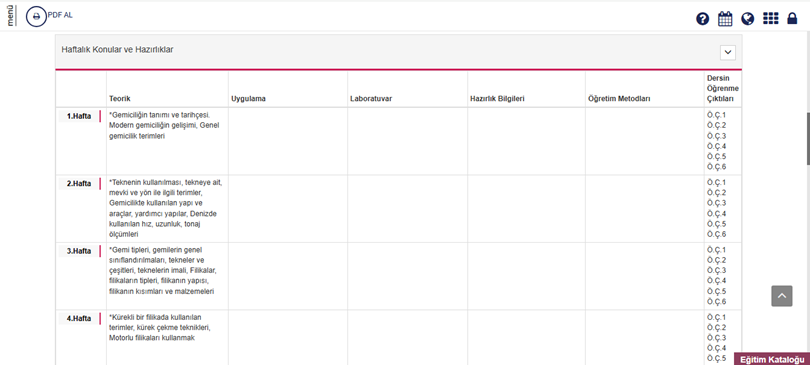 menü
PDF AL
Haftalık Konular ve Hazırlıklar
Teorik
Uygulama
Laboratuvar
Hazırlık Bilgileri
Öğretim Metodları
Dersin
Öğrenme
Çıktıları
1.Hafta
*Gemiciliğin tanımı ve tarihçesi.
Modern gemiciliğin gelişimi, Genel
gemicilik terimleri
Ö.Ç.1
Ö.Ç.2
Ö.Ç.3
Ö.Ç.4
Ö.Ç.5
Ö.Ç.6
2.Hafta
*Teknenin kullanılması, tekneye ait,
mevki ve yön ile ilgili terimler,
Gemicilikte kullanılan yapı ve
araçlar, yardımcı yapılar, Denizde
kullanılan hız, uzunluk, tonaj
ölçümleri
Ö.Ç.1
Ö.Ç.2
Ö.Ç.3
Ö.Ç.4
Ö.Ç.5
Ö.Ç.6
3.Hafta
*Gemi tipleri, gemilerin genel
sınıflandırılmaları, tekneler ve
çeşitleri, teknelerin imali, Filikalar,
filikaların tipleri, filikanın yapısı,
filikanın kısımları ve malzemeleri
Ö.Ç.1
Ö.Ç.2
Ö.Ç.3
Ö.Ç.4
Ö.Ç.5
Ö.Ç.6
4.Hafta
*Kürekli bir filikada kullanılan
terimler, kürek çekme teknikleri,
Motorlu filikaları kullanmak
Ö.Ç.1
Ö.Ç.2
Ö.Ç.3
Ö.Ç.4
Ö.Ç.5
Eğitim Kataloğu